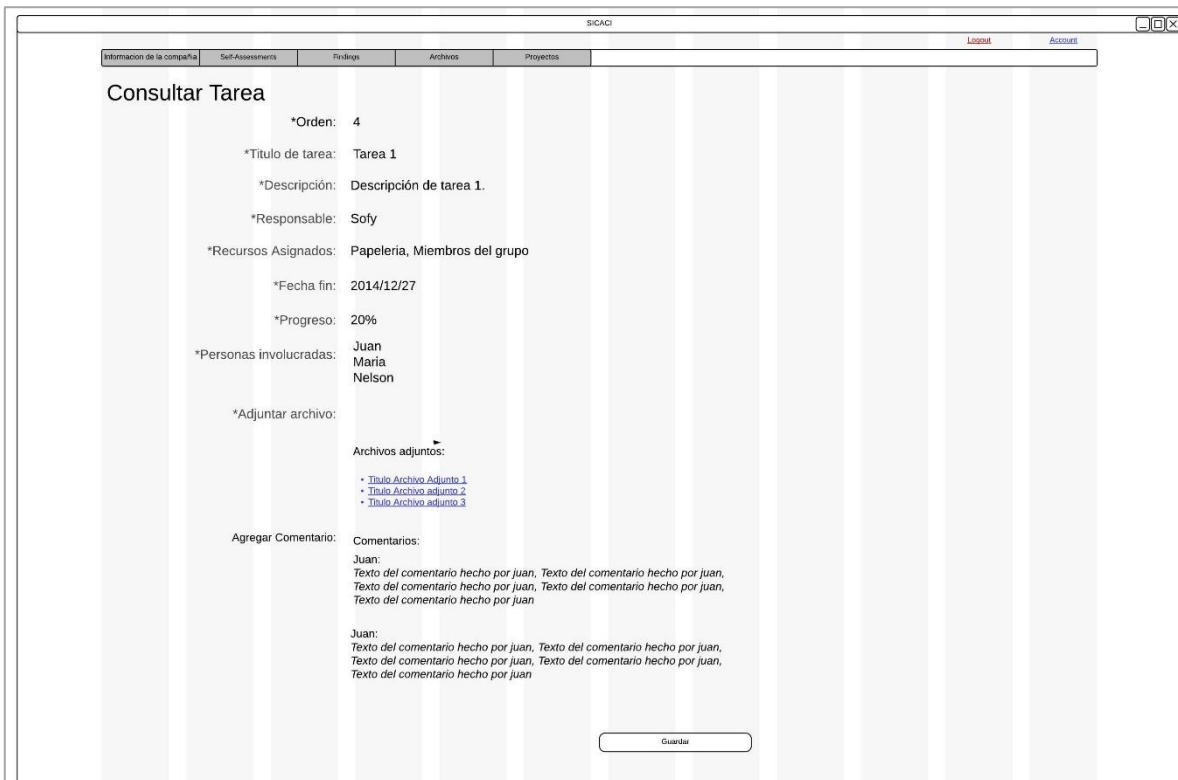 SICACI
Logout Account
Informacion de la compañia Self-Assessments Findings Archivos Proyectos
Consultar Tarea
*Orden: 4
*Titulo de tarea: Tarea 1
*Descripción: Descripción de tarea 1.
*Responsable: Sofy
*Recursos Asignados: Papeleria, Miembros del grupo
*Fecha fin: 2014/12/27
*Progreso: 20%
*Personas involucradas: Juan
Maria
Nelson
*Adjuntar archivo:
Archivos adjuntos:
• Titulo Archivo Adjunto 1
• Titulo Archivo adjunto 2
• Titulo Archivo adjunto 3
Agregar Comentario: Comentarios:
Juan:
Texto del comentario hecho por juan, Texto del comentario hecho por juan,
Texto del comentario hecho por juan, Texto del comentario hecho por juan,
Texto del comentario hecho por juan
Juan:
Texto del comentario hecho por juan, Texto del comentario hecho por juan,
Texto del comentario hecho por juan, Texto del comentario hecho por juan,
Texto del comentario hecho por juan
Guardar